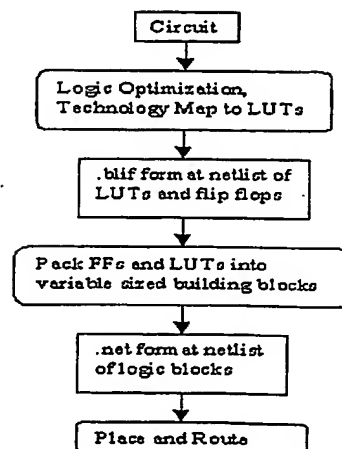 Circuit
Logic Optimization,
Technology Map to LUTs
.blif format netlist of
LUTs and flip flops
Pack FFs and LUTs into
variable sized building blocks
.net format netlist
of logic blocks
Place and Route